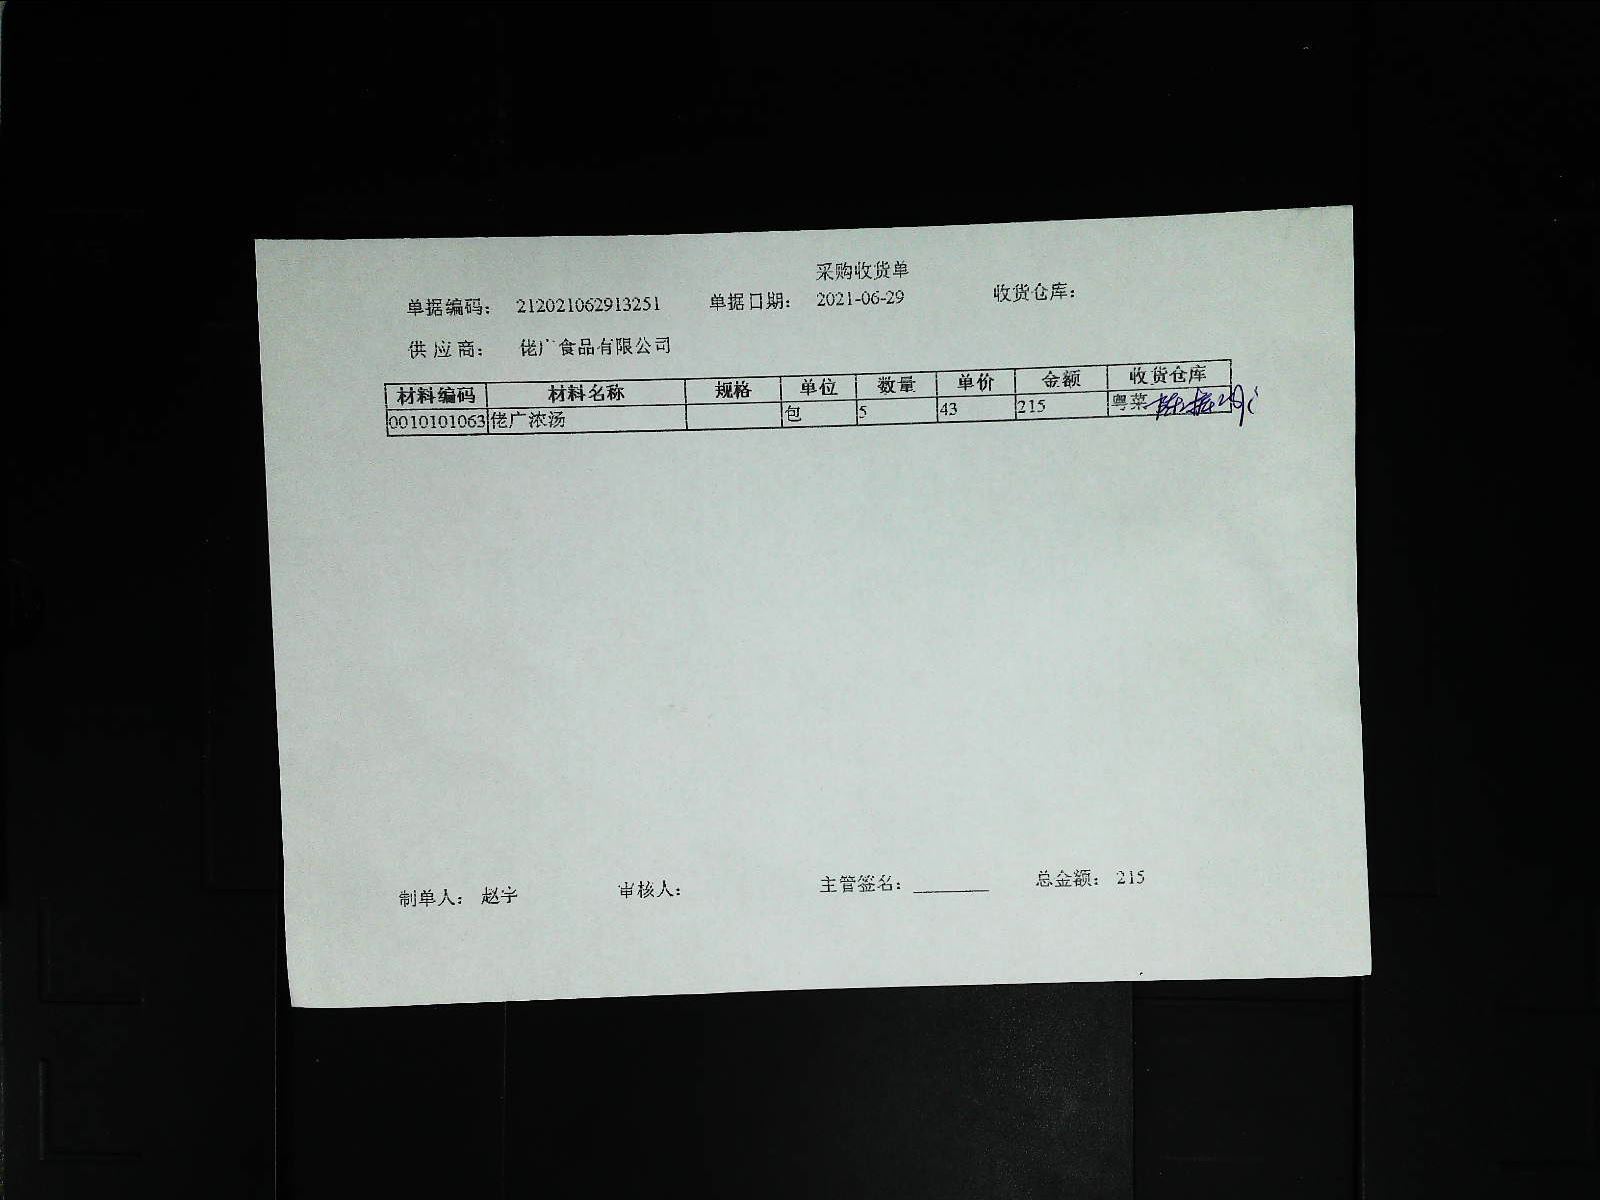 采购收货单
单据编码： 212021062913251 单据日期： 2021-06-29 收货仓库：
供 应 商： 佬广食品有限公司
材料编码 材料名称 规格 单位 数量 单价 金额 收货仓库
0010101063 佬广浓汤 包 5 43 215 粤菜
制单人： 赵宇 审核人： 主管签名： 总金额： 215